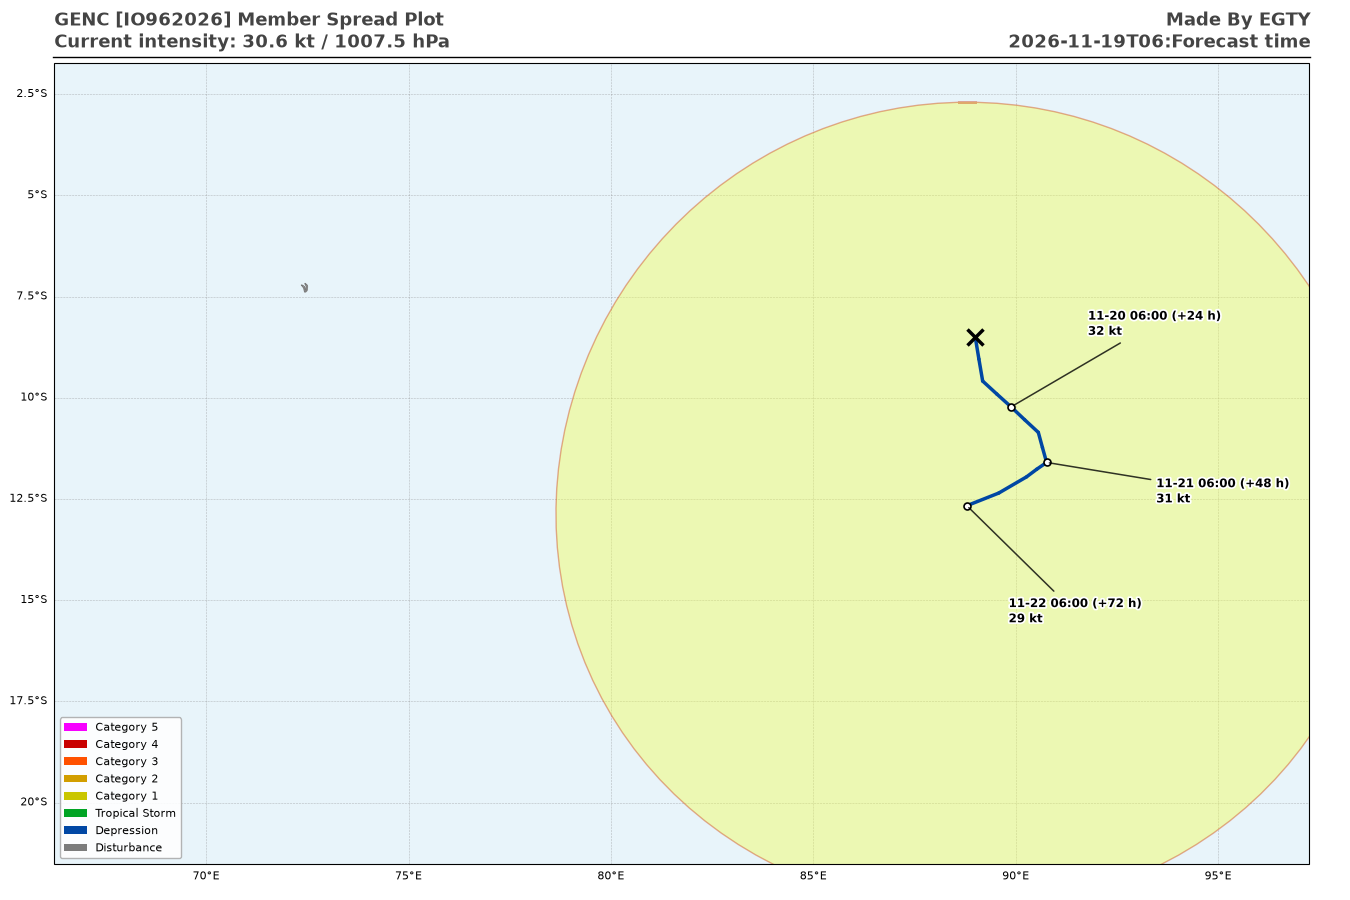 GENC [IO962026] Member Spread Plot
Made By EGTY
Current intensity: 30.6 kt / 1007.5 hPa
2026-11-19T06:Forecast time
2.5°S
5°S
7.5°S
10°S
12.5°S
15°S
17.5°S
20°S
11-20 06:00 (+24 h)
32 kt
11-21 06:00 (+48 h)
31 kt
11-22 06:00 (+72 h)
29 kt
Category 5
Category 4
Category 3
Category 2
Category 1
Tropical Storm
Depression
Disturbance
70°E
75°E
80°E
85°E
90°E
95°E